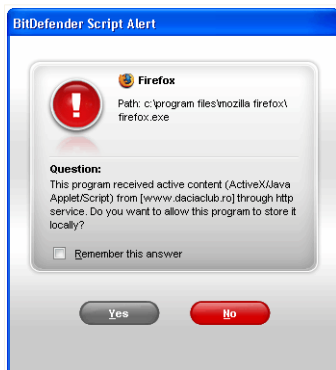 BitDefender Script Alert
Firefox
Path: c:\program files\mozilla firefox\
firefox.exe
Question:
This program received active content (ActiveX/Java
Applet/Script) from [www.daciaclub.ro] through http
service. Do you want to allow this program to store it
locally?
Remember this answer
Yes
No